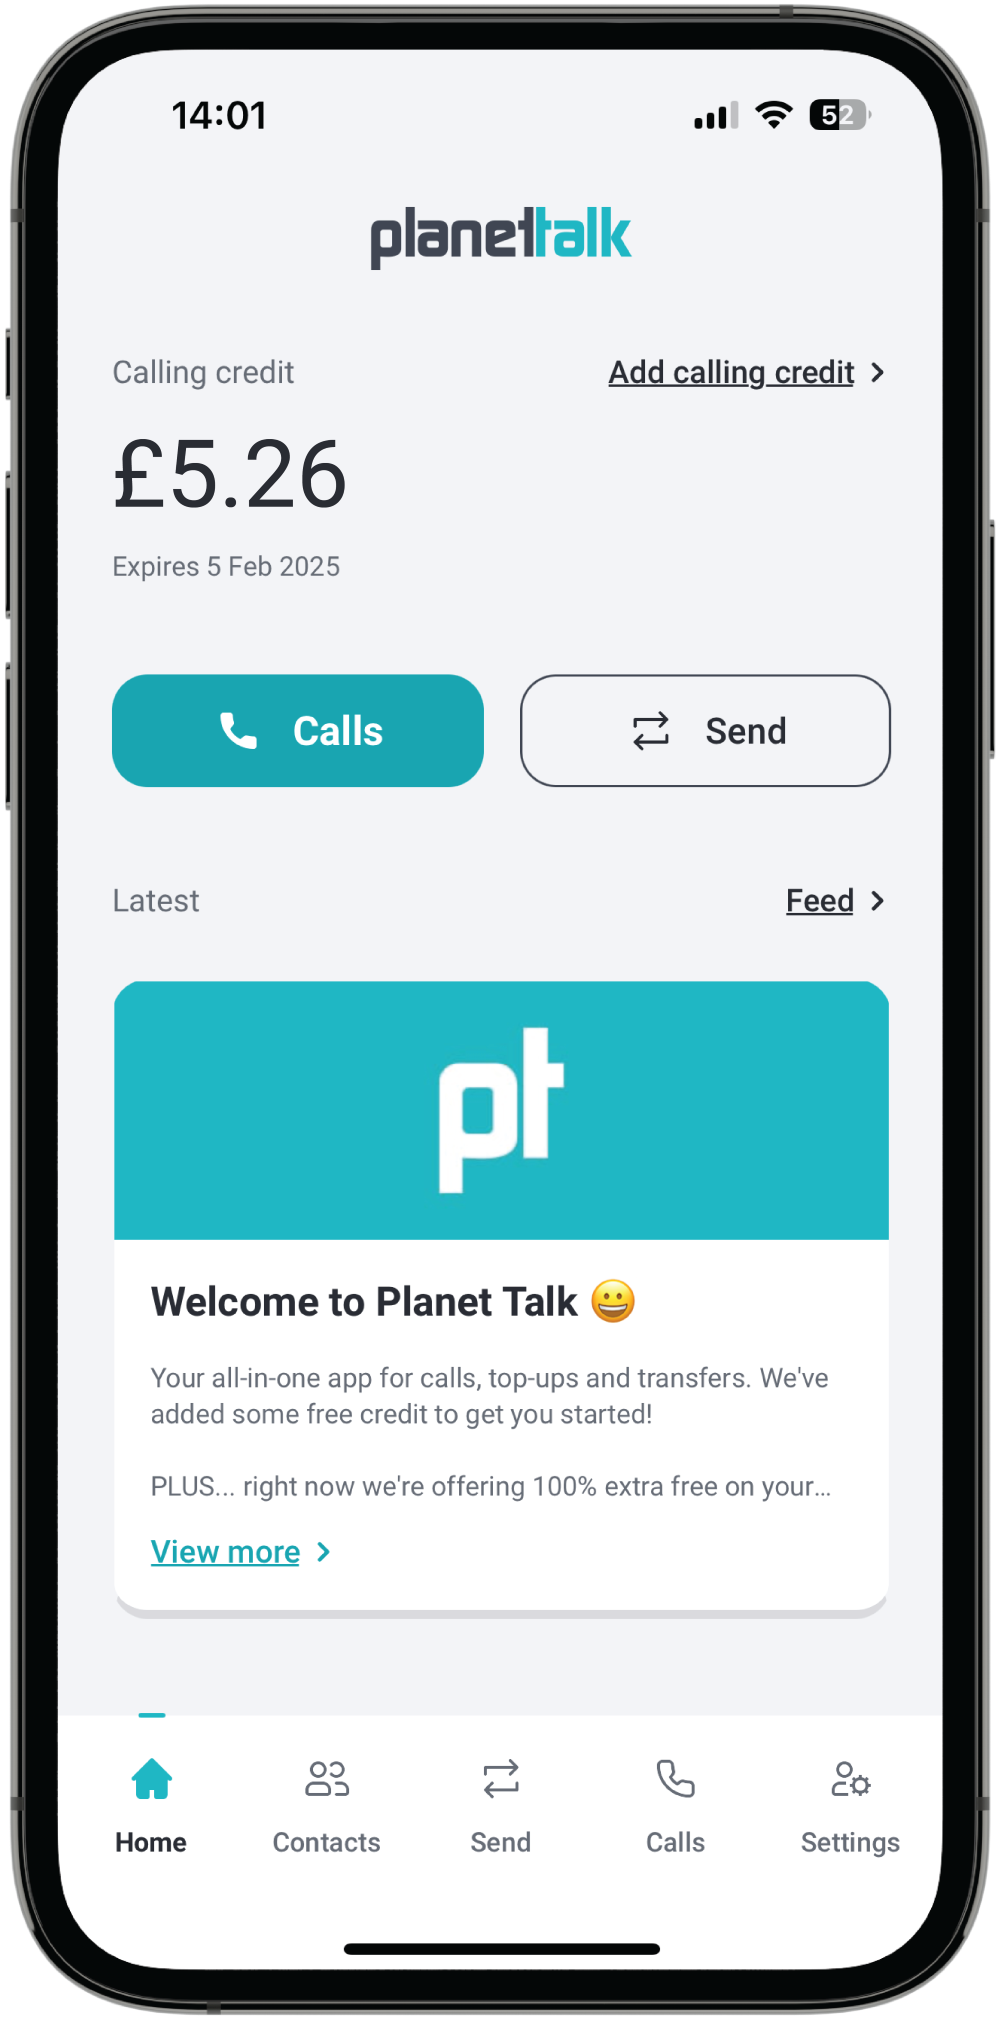 14:01
52
planettalk
Calling credit
Add calling credit
£5.26
Expires 5 Feb 2025
Calls
Send
Latest
Feed
pt
Welcome to Planet Talk 😀
Your all-in-one app for calls, top-ups and transfers. We've
added some free credit to get you started!
PLUS... right now we're offering 100% extra free on your...
View more
Home
Contacts
Send
Calls
Settings